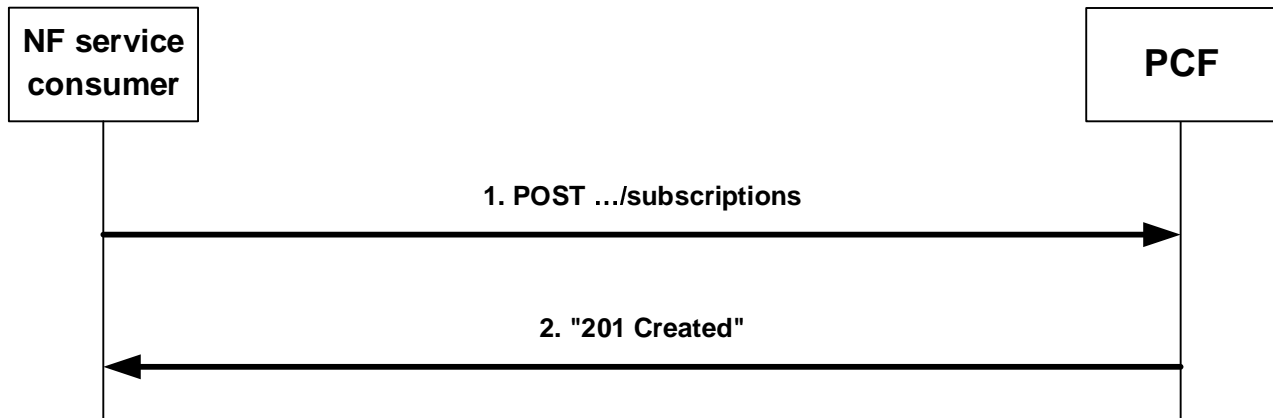 NF service
consumer
PCF
1. POST …/subscriptions
2. "201 Created"